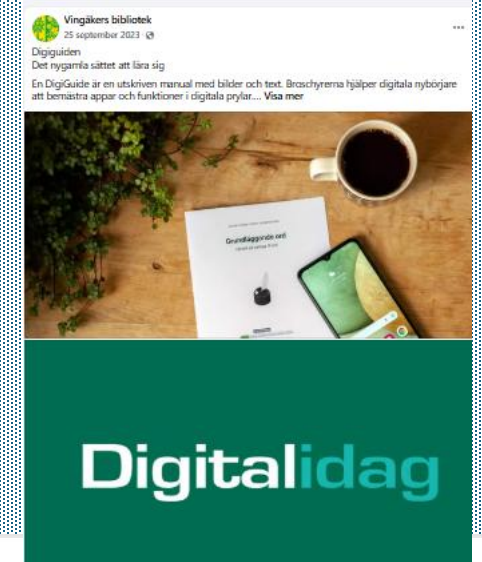 Vingåkers bibliotek
25 september 2023 ·
Digiguiden
Det nygamla sättet att lära sig
En DigiGuide är en utskriven manual med bilder och text. Broschyrerna hjälper digitala nybörjare
att bemästra appar och funktioner i digitala prylar.... Visa mer
Grundläggande ord
Digitalidag